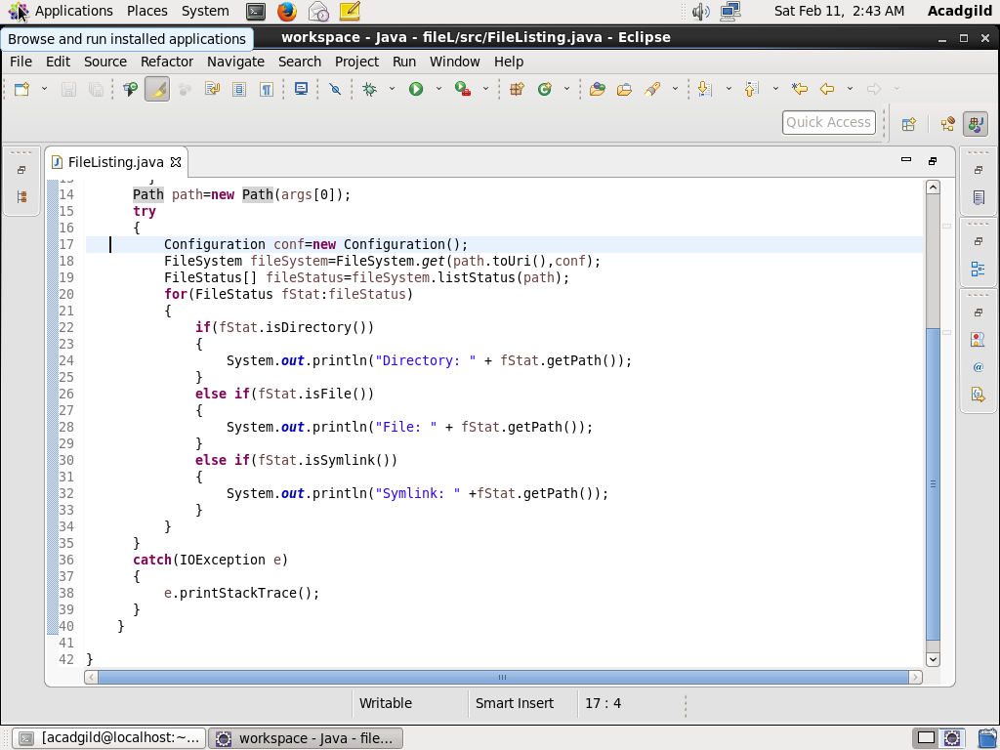 Applications Places System Sat Feb 11, 2:43 AM Acadgild
Browse and run installed applications
workspace - Java - fileL/src/FileListing.java - Eclipse
File Edit Source Refactor Navigate Search Project Run Window Help
Quick Access
FileListing.java
14 Path path=new Path(args[0]);
15 try
16 {
17 Configuration conf=new Configuration();
18 FileSystem fileSystem=FileSystem.get(path.toUri(),conf);
19 FileStatus[] fileStatus=fileSystem.listStatus(path);
20 for(FileStatus fStat:fileStatus)
21 {
22 if(fStat.isDirectory())
23 {
24 System.out.println("Directory: " + fStat.getPath());
25 }
26 else if(fStat.isFile())
27 {
28 System.out.println("File: " + fStat.getPath());
29 }
30 else if(fStat.isSymlink())
31 {
32 System.out.println("Symlink: " +fStat.getPath());
33 }
34 }
35 }
36 catch(IOException e)
37 {
38 e.printStackTrace();
39 }
40 }
41
42 }
Writable Smart Insert 17 : 4
[acadgild@localhost:~... workspace - Java - file...